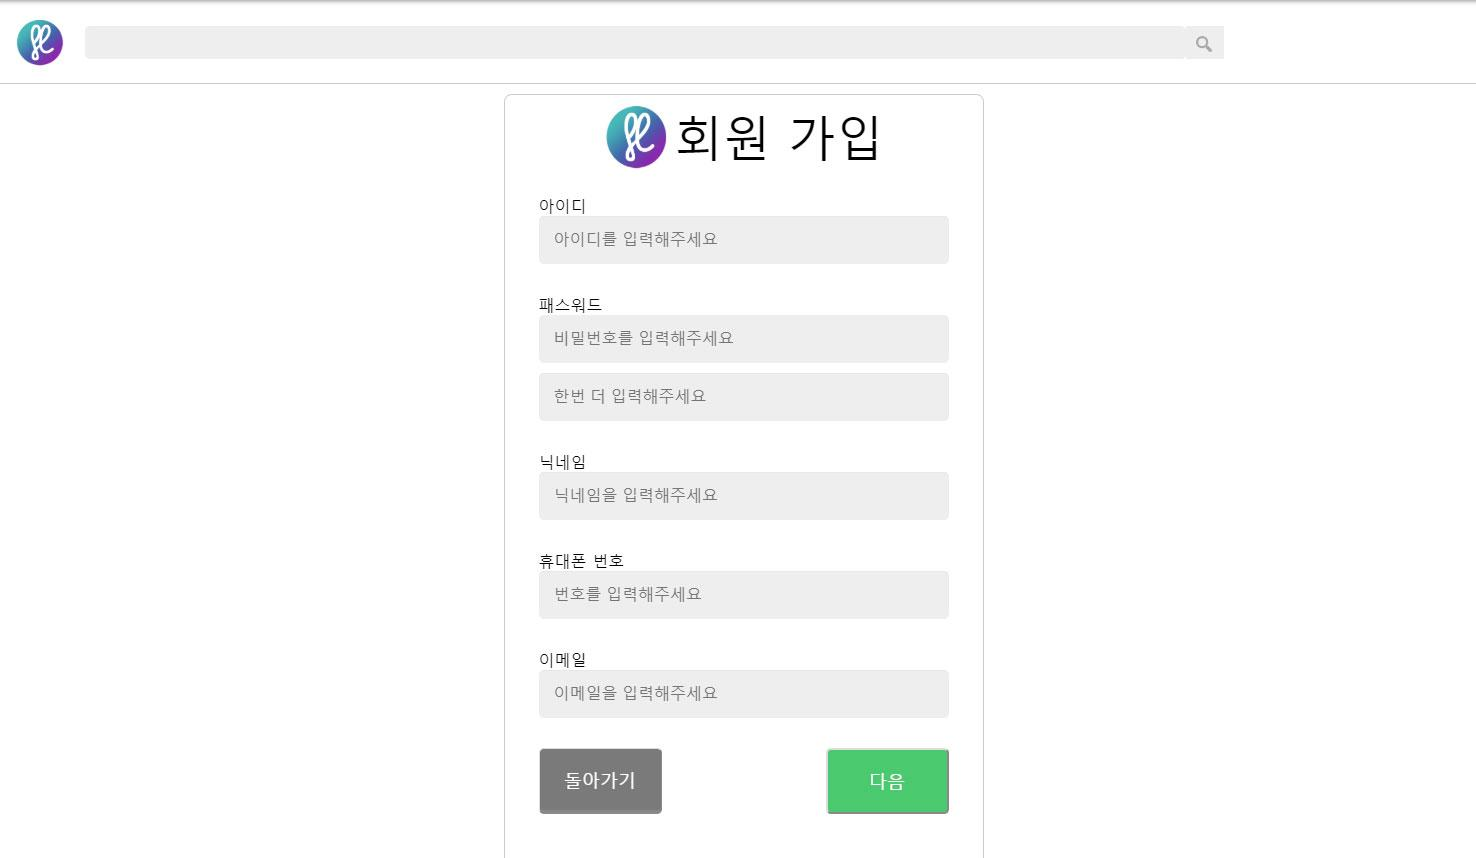 회원 가입
아이디
아이디를 입력해주세요
패스워드
비밀번호를 입력해주세요
한번 더 입력해주세요
닉네임
닉네임을 입력해주세요
휴대폰 번호
번호를 입력해주세요
이메일
이메일을 입력해주세요
돌아가기
다음